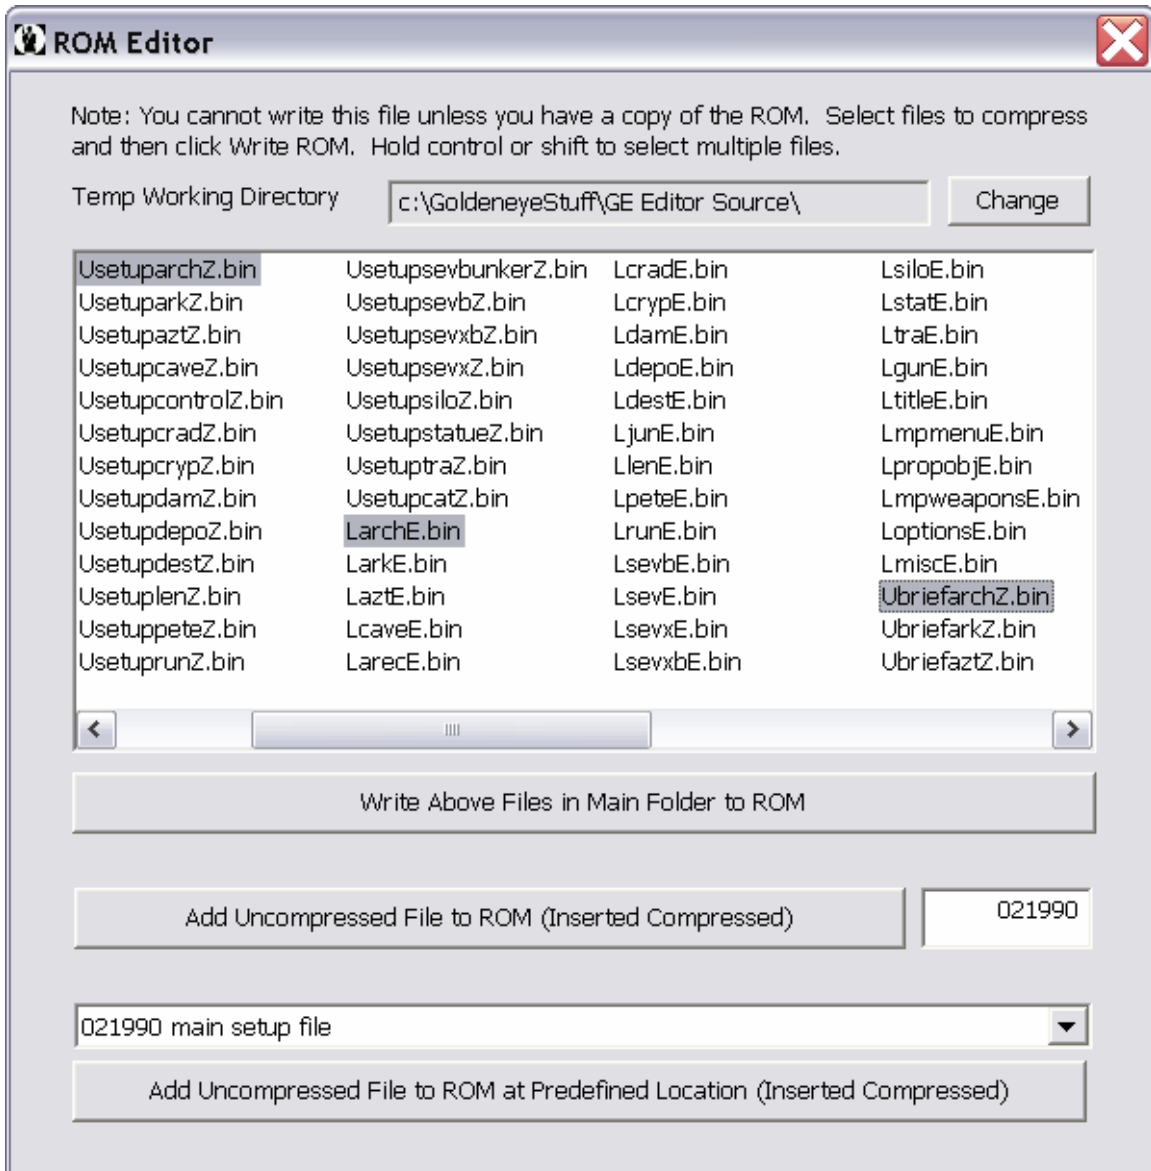 ROM Editor
Note: You cannot write this file unless you have a copy of the ROM.  Select files to compress
and then click Write ROM.  Hold control or shift to select multiple files.
Temp Working Directory
c:\GoldeneyeStuff\GE Editor Source\
Change
UsetuparchZ.bin
UsetuparkZ.bin
UsetupaztZ.bin
UsetupcaveZ.bin
UsetupcontrolZ.bin
UsetupcradZ.bin
UsetupcrypZ.bin
UsetupdamZ.bin
UsetupdepoZ.bin
UsetupdestZ.bin
UsetuplenZ.bin
UsetuppeteZ.bin
UsetuprunZ.bin
UsetupsevbunkerZ.bin
UsetupsevbZ.bin
UsetupsevxbZ.bin
UsetupsevxZ.bin
UsetupsiloZ.bin
UsetupstatueZ.bin
UsetuptraZ.bin
UsetupcatZ.bin
LarchE.bin
LarkE.bin
LaztE.bin
LcaveE.bin
LarecE.bin
LcradE.bin
LcrypE.bin
LdamE.bin
LdepoE.bin
LdestE.bin
LjunE.bin
LlenE.bin
LpeteE.bin
LrunE.bin
LsevbE.bin
LsevE.bin
LsevxE.bin
LsevxbE.bin
LsiloE.bin
LstatE.bin
LtraE.bin
LgunE.bin
LtitleE.bin
LmpmenuE.bin
LpropobjE.bin
LmpweaponsE.bin
LoptionsE.bin
LmiscE.bin
UbriefarchZ.bin
UbriefarkZ.bin
UbriefaztZ.bin
Write Above Files in Main Folder to ROM
Add Uncompressed File to ROM (Inserted Compressed)
021990
021990 main setup file
Add Uncompressed File to ROM at Predefined Location (Inserted Compressed)